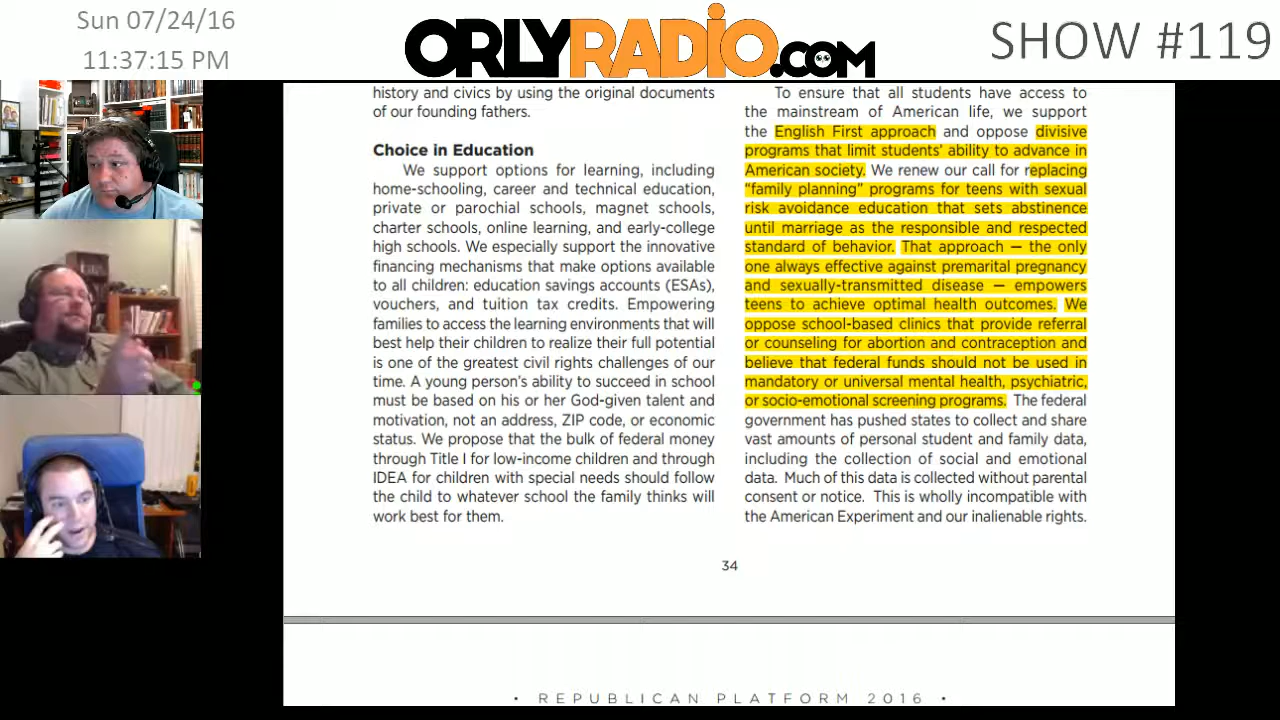 Sun 07/24/16
11:37:15 PM
ORLYRADIO.COM
SHOW #119
history and civics by using the original documents
of our founding fathers.
Choice in Education
We support options for learning, including
home-schooling, career and technical education,
private or parochial schools, magnet schools,
charter schools, online learning, and early-college
high schools. We especially support the innovative
financing mechanisms that make options available
to all children: education savings accounts (ESAs),
vouchers, and tuition tax credits. Empowering
families to access the learning environments that will
best help their children to realize their full potential
is one of the greatest civil rights challenges of our
time. A young person's ability to succeed in school
must be based on his or her God-given talent and
motivation, not an address, ZIP code, or economic
status. We propose that the bulk of federal money
through Title I for low-income children and through
IDEA for children with special needs should follow
the child to whatever school the family thinks will
work best for them.
To ensure that all students have access to
the mainstream of American life, we support
the English First approach and oppose divisive
programs that limit students' ability to advance in
American society. We renew our call for replacing
"family planning" programs for teens with sexual
risk avoidance education that sets abstinence
until marriage as the responsible and respected
standard of behavior. That approach — the only
one always effective against premarital pregnancy
and sexually-transmitted disease — empowers
teens to achieve optimal health outcomes. We
oppose school-based clinics that provide referral
or counseling for abortion and contraception and
believe that federal funds should not be used in
mandatory or universal mental health, psychiatric,
or socio-emotional screening programs. The federal
government has pushed states to collect and share
vast amounts of personal student and family data,
including the collection of social and emotional
data. Much of this data is collected without parental
consent or notice. This is wholly incompatible with
the American Experiment and our inalienable rights.
34
• REPUBLICAN PLATFORM 2016 •